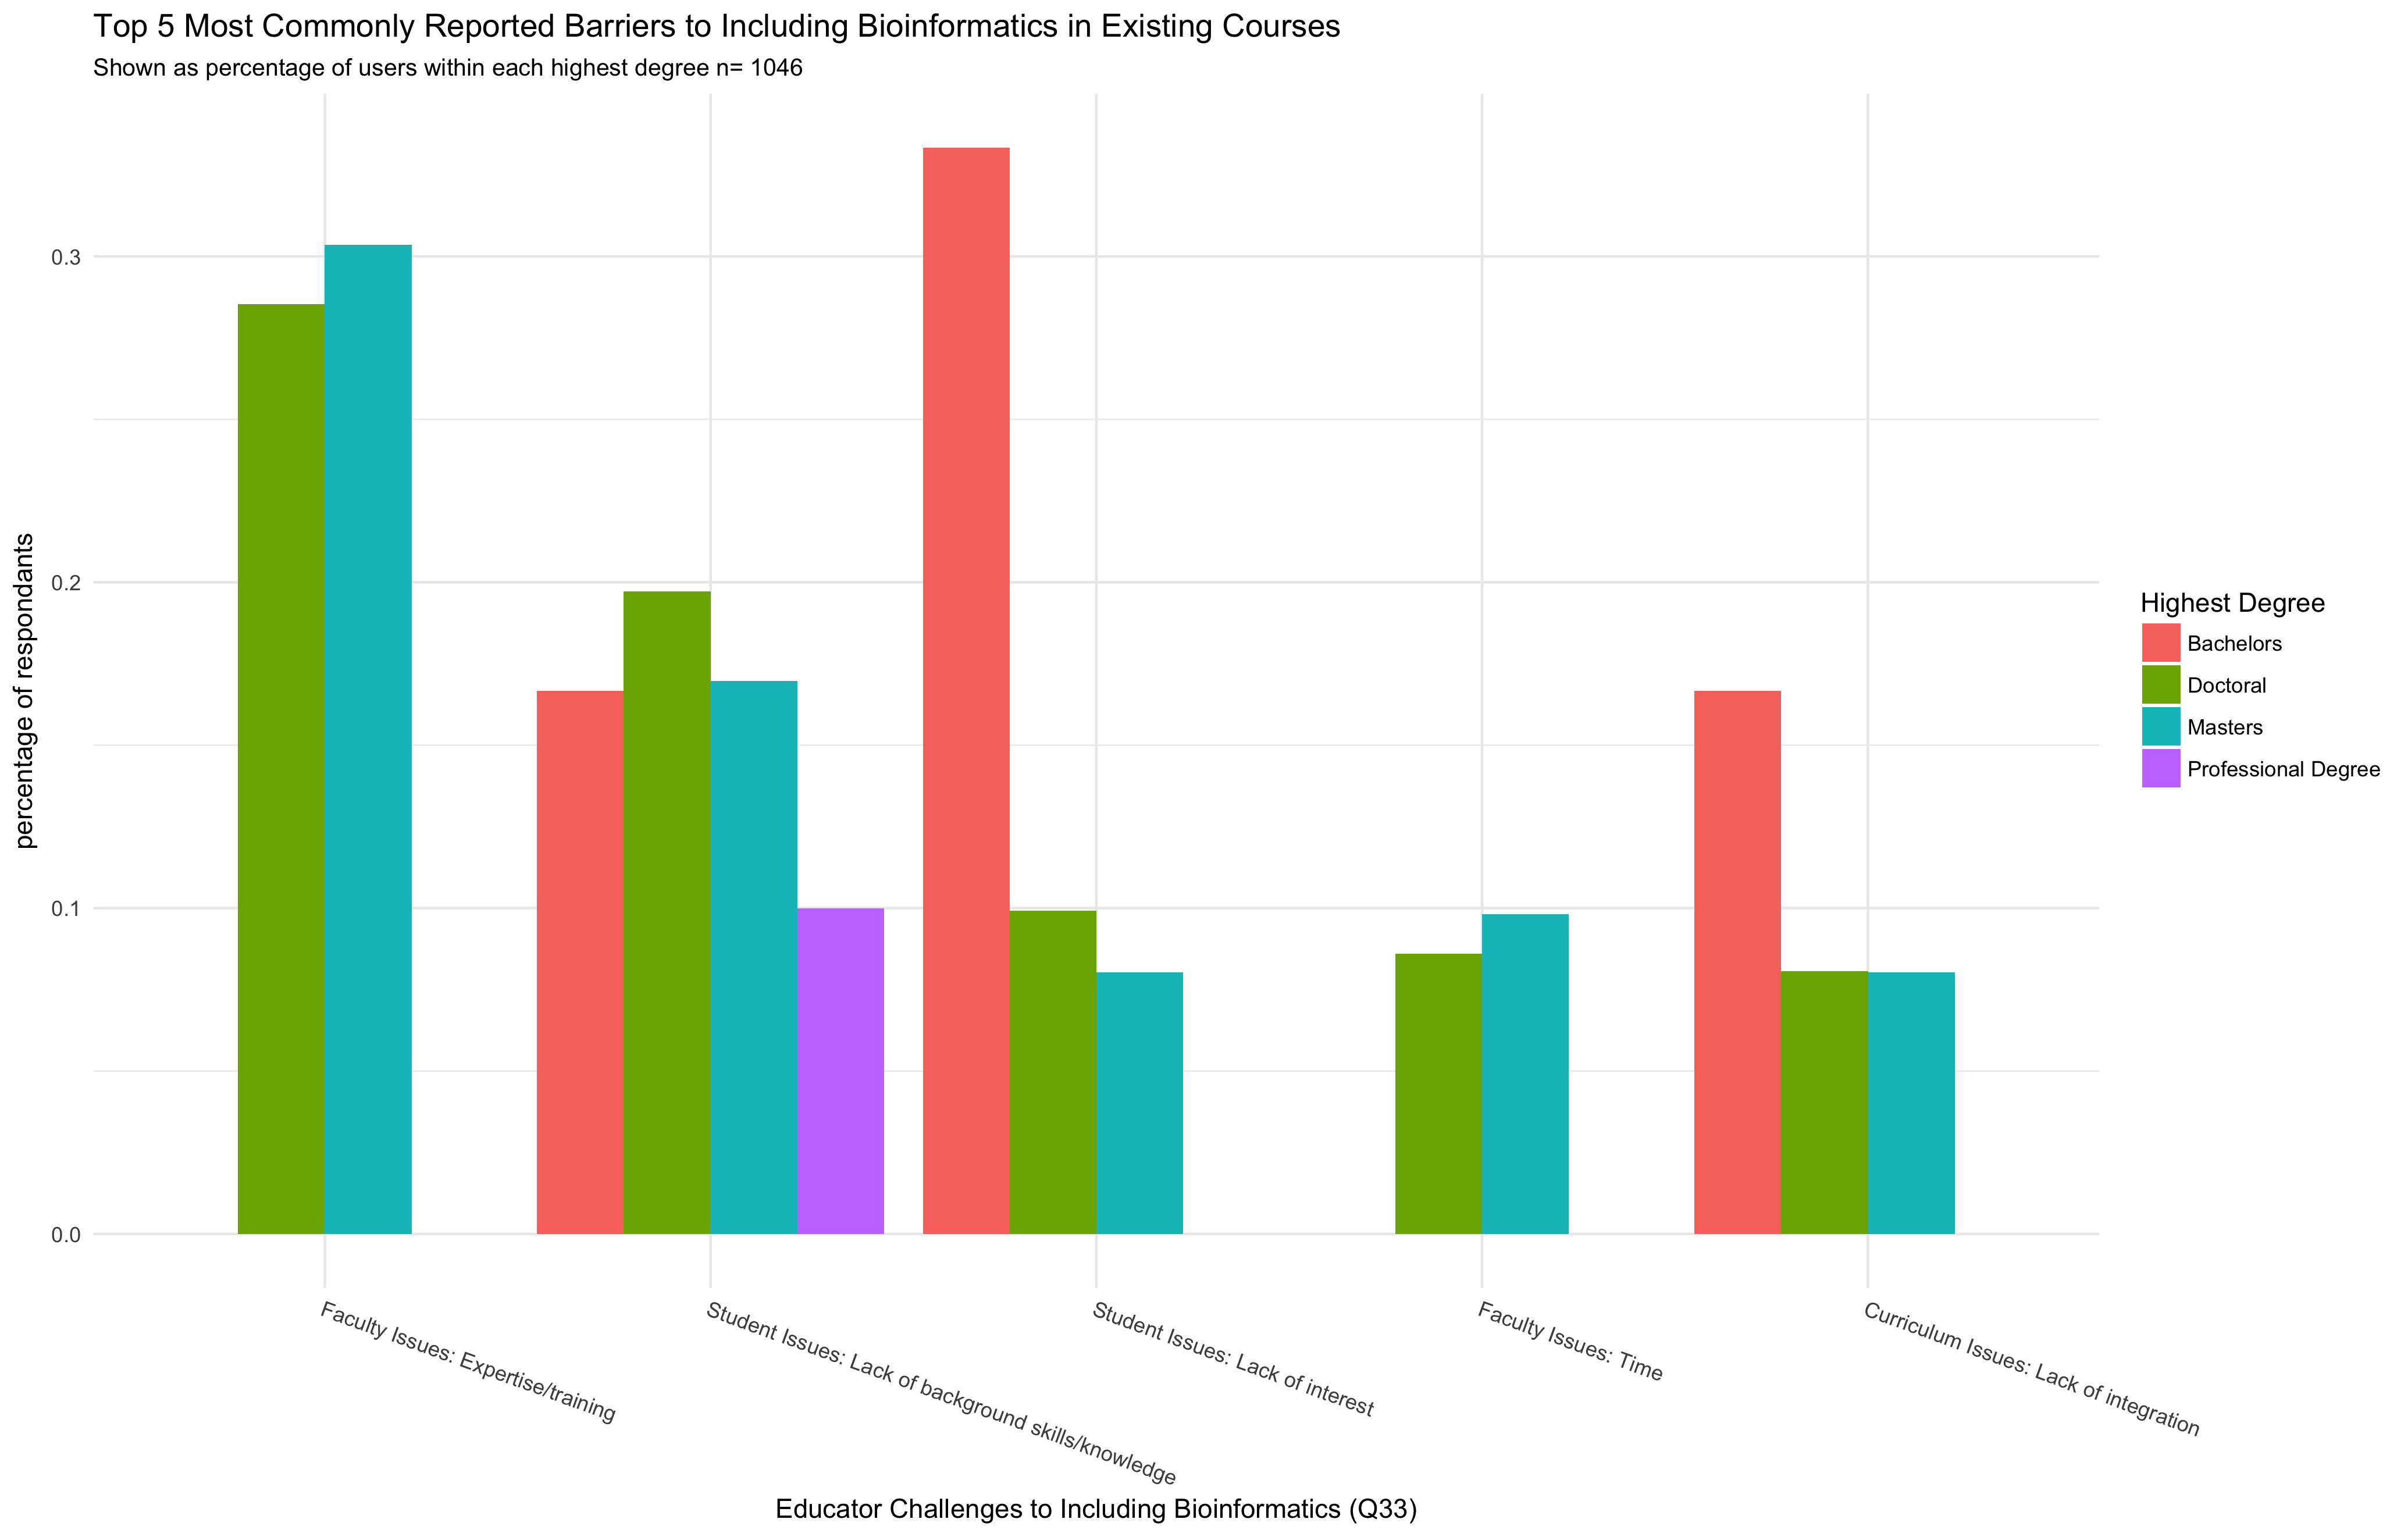 Top 5 Most Commonly Reported Barriers to Including Bioinformatics in Existing Courses
Shown as percentage of users within each highest degree n= 1046
percentage of respondants
0.3
0.2
0.1
0.0
Faculty Issues: Expertise/training
Student Issues: Lack of background skills/knowledge
Student Issues: Lack of interest
Faculty Issues: Time
Curriculum Issues: Lack of integration
Educator Challenges to Including Bioinformatics (Q33)
Highest Degree
Bachelors
Doctoral
Masters
Professional Degree